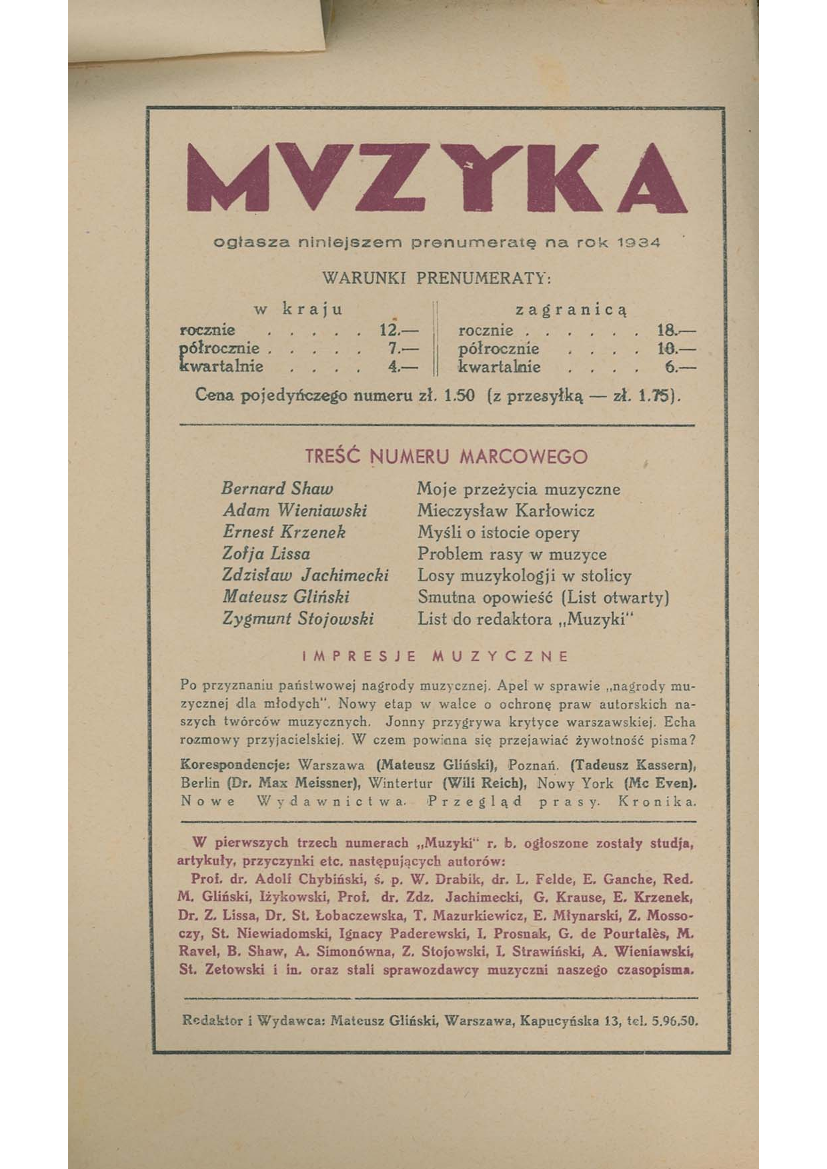 MVZYKA
ogłasza niniejszem prenumeratę na rok 1934
WARUNKI PRENUMERATY:
w kraju
rocznie . . . . . 12.—
półrocznie . . . . . 7.—
kwartalnie . . . . 4.—
zagranicą
rocznie . . . . . . 18.—
półrocznie . . . . 10.—
kwartalnie . . . . 6.—
Cena pojedyńczego numeru zł. 1.50 (z przesyłką — zł. 1.75).
TREŚĆ NUMERU MARCOWEGO
Bernard Shaw Moje przeżycia muzyczne
Adam Wieniawski Mieczysław Karłowicz
Ernest Krzenek Myśli o istocie opery
Zofja Lissa Problem rasy w muzyce
Zdzisław Jachimecki Losy muzykologji w stolicy
Mateusz Gliński Smutna opowieść (List otwarty)
Zygmunt Stojowski List do redaktora „Muzyki"
IMPRESJE MUZYCZNE
Po przyznaniu państwowej nagrody muzycznej. Apel w sprawie „nagrody mu-
zycznej dla młodych". Nowy etap w walce o ochronę praw autorskich na-
szych twórców muzycznych. Jonny przygrywa krytyce warszawskiej. Echa
rozmowy przyjacielskiej. W czem powinna się przejawiać żywotność pisma?
Korespondencje: Warszawa (Mateusz Gliński), Poznań. (Tadeusz Kassern),
Berlin (Dr. Max Meissner), Wintertur (Wili Reich), Nowy York (Mc Even).
Nowe Wydawnictwa. Przegląd prasy. Kronika.
W pierwszych trzech numerach „Muzyki" r. b. ogłoszone zostały studja,
artykuły, przyczynki etc. następujących autorów:
Prof. dr. Adolf Chybiński, ś. p. W. Drabik, dr. L. Felde, E. Ganche, Red.
M. Gliński, Iżykowski, Prof. dr. Zdz. Jachimecki, G. Krause, E. Krzenek,
Dr. Z. Lissa, Dr. St. Łobaczewska, T. Mazurkiewicz, E. Młynarski, Z. Mosso-
czy, St. Niewiadomski, Ignacy Paderewski, I. Prosnak, G. de Pourtalès, M.
Ravel, B. Shaw, A. Simonówna, Z. Stojowski, I. Strawiński, A. Wieniawski,
St. Zetowski i in. oraz stali sprawozdawcy muzyczni naszego czasopisma.
Redaktor i Wydawca: Mateusz Gliński, Warszawa, Kapucyńska 13, tel. 5.96.50.